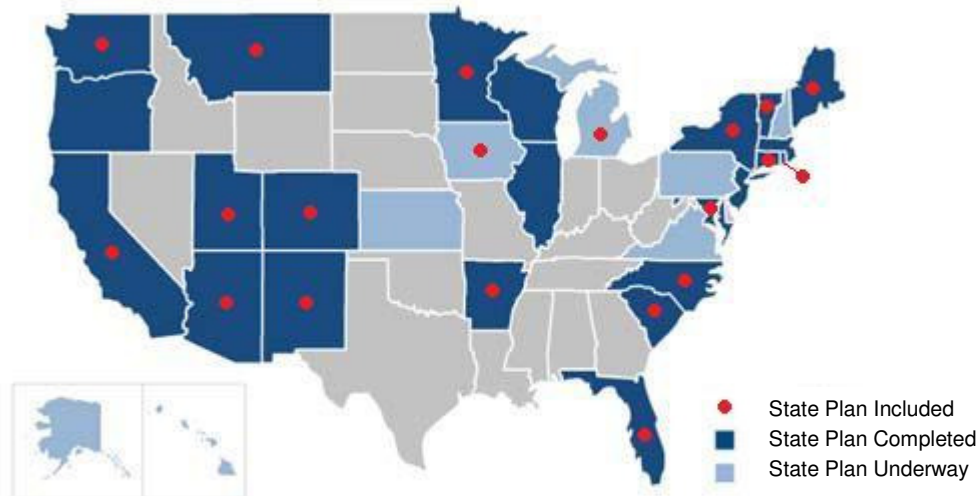 State Plan Included
State Plan Completed
State Plan Underway